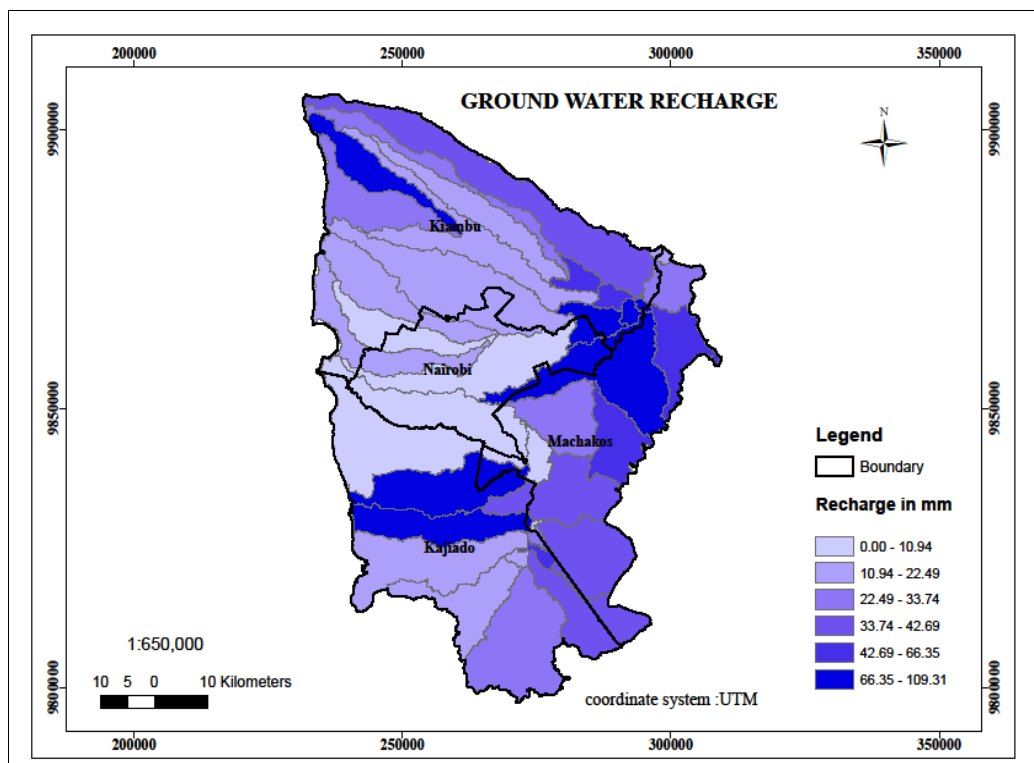 200000 250000 300000 350000
GROUND WATER RECHARGE
N
9900000 9900000
Kiambu
Nairobi
9850000 9850000
Machakos
Legend
Boundary
Recharge in mm
Kajiado
0.00 - 10.94
10.94 - 22.49
22.49 - 33.74
33.74 - 42.69
42.69 - 66.35
66.35 - 109.31
1:650,000
10 5 0 10 Kilometers
coordinate system :UTM
9800000 9800000
200000 250000 300000 350000